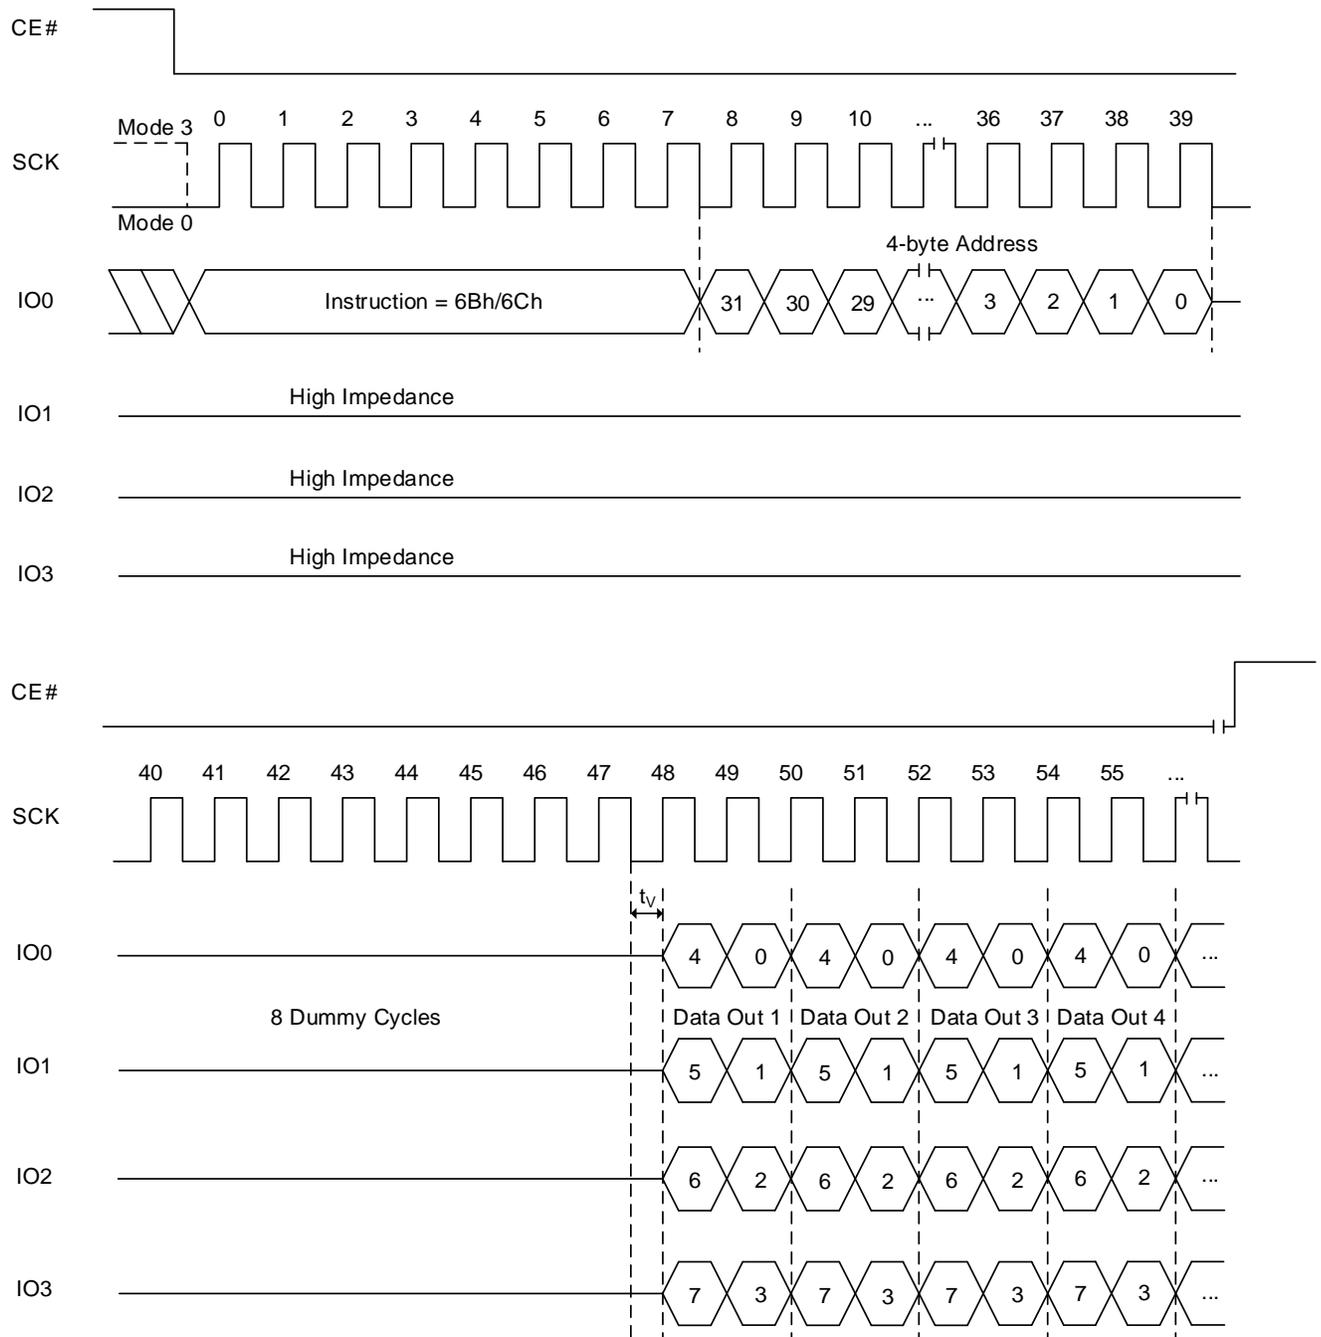 CE#
0 1 2 3 4 5 6 7 8 9 10 ... 36 37 38 39
Mode 3
SCK
Mode 0
4-byte Address
IO0 Instruction = 6Bh/6Ch 31 30 29 ... 3 2 1 0
High Impedance
IO1
High Impedance
IO2
High Impedance
IO3
CE#
40 41 42 43 44 45 46 47 48 49 50 51 52 53 54 55 ...
SCK
tV
IO0 4 0 4 0 4 0 4 0 ...
8 Dummy Cycles Data Out 1 Data Out 2 Data Out 3 Data Out 4
IO1 5 1 5 1 5 1 5 1 ...
IO2 6 2 6 2 6 2 6 2 ...
IO3 7 3 7 3 7 3 7 3 ...